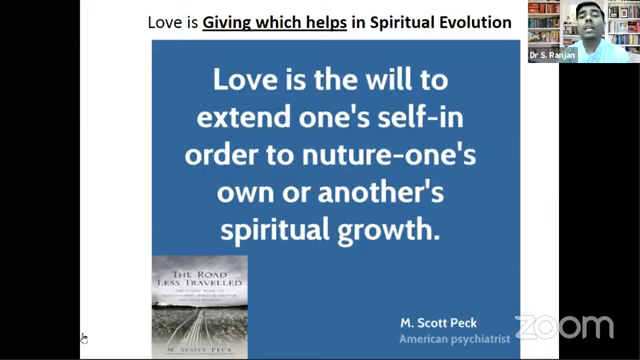 Love is Giving which helps in Spiritual Evolution
Dr S. Ranjan
Love is the will to
extend one's self-in
order to nuture-one's
own or another's
spiritual growth.
THE ROAD
LESS TRAVELLED
M. SCOTT PECK
M. Scott Peck
American psychiatrist
zoom